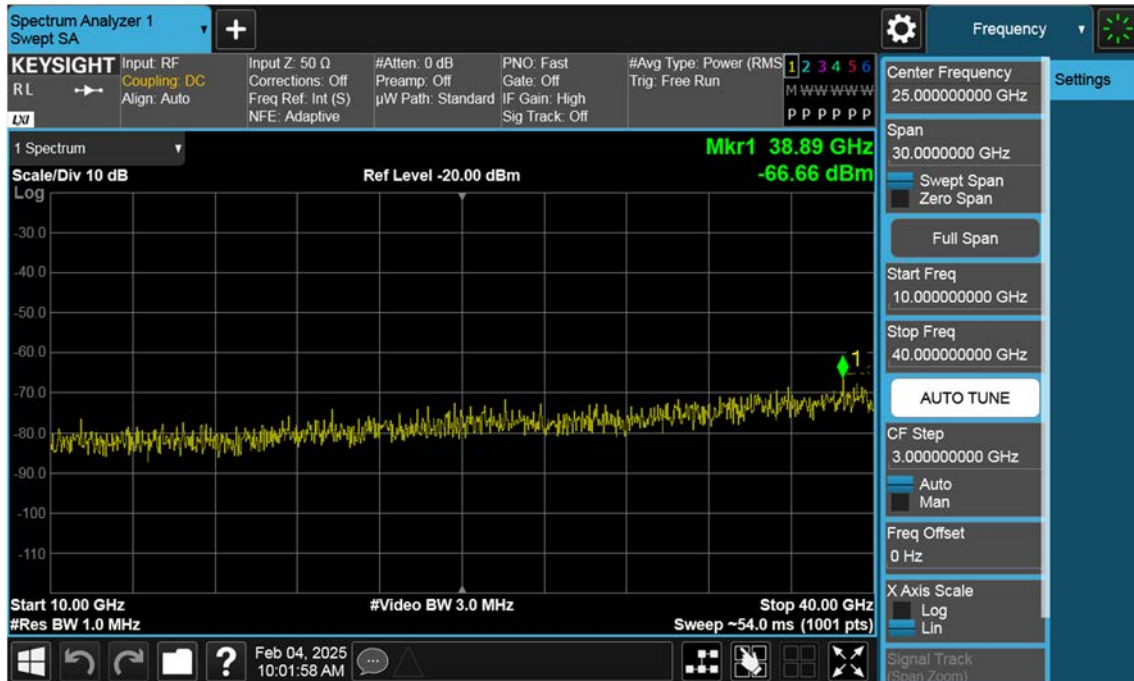 Spectrum Analyzer 1
Swept SA
Frequency
KEYSIGHT
RL
LXI
Input: RF
Coupling: DC
Align: Auto
Input Z: 50 Ω
Corrections: Off
Freq Ref: Int (S)
NFE: Adaptive
#Atten: 0 dB
Preamp: Off
µW Path: Standard
PNO: Fast
Gate: Off
IF Gain: High
Sig Track: Off
#Avg Type: Power (RMS
Trig: Free Run
1 2 3 4 5 6
M W W W W W
P P P P P P
Center Frequency
25.000000000 GHz
Settings
1 Spectrum
Mkr1 38.89 GHz
-66.66 dBm
Scale/Div 10 dB
Ref Level -20.00 dBm
Log
-30.0
-40.0
-50.0
-60.0
-70.0
-80.0
-90.0
-100
-110
1
Start 10.00 GHz
#Video BW 3.0 MHz
Stop 40.00 GHz
#Res BW 1.0 MHz
Sweep ~54.0 ms (1001 pts)
Span
30.0000000 GHz
Swept Span
Zero Span
Full Span
Start Freq
10.000000000 GHz
Stop Freq
40.000000000 GHz
AUTO TUNE
CF Step
3.000000000 GHz
Auto
Man
Freq Offset
0 Hz
X Axis Scale
Log
Lin
Signal Track
(Span Zoom)
?
Feb 04, 2025
10:01:58 AM